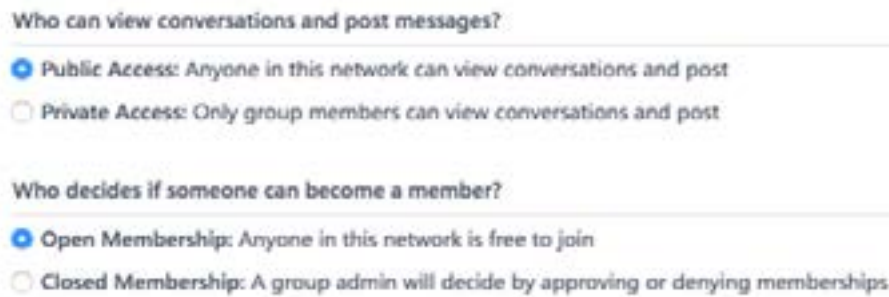 Who can view conversations and post messages?
Public Access: Anyone in this network can view conversations and post
Private Access: Only group members can view conversations and post
Who decides if someone can become a member?
Open Membership: Anyone in this network is free to join
Closed Membership: A group admin will decide by approving or denying memberships